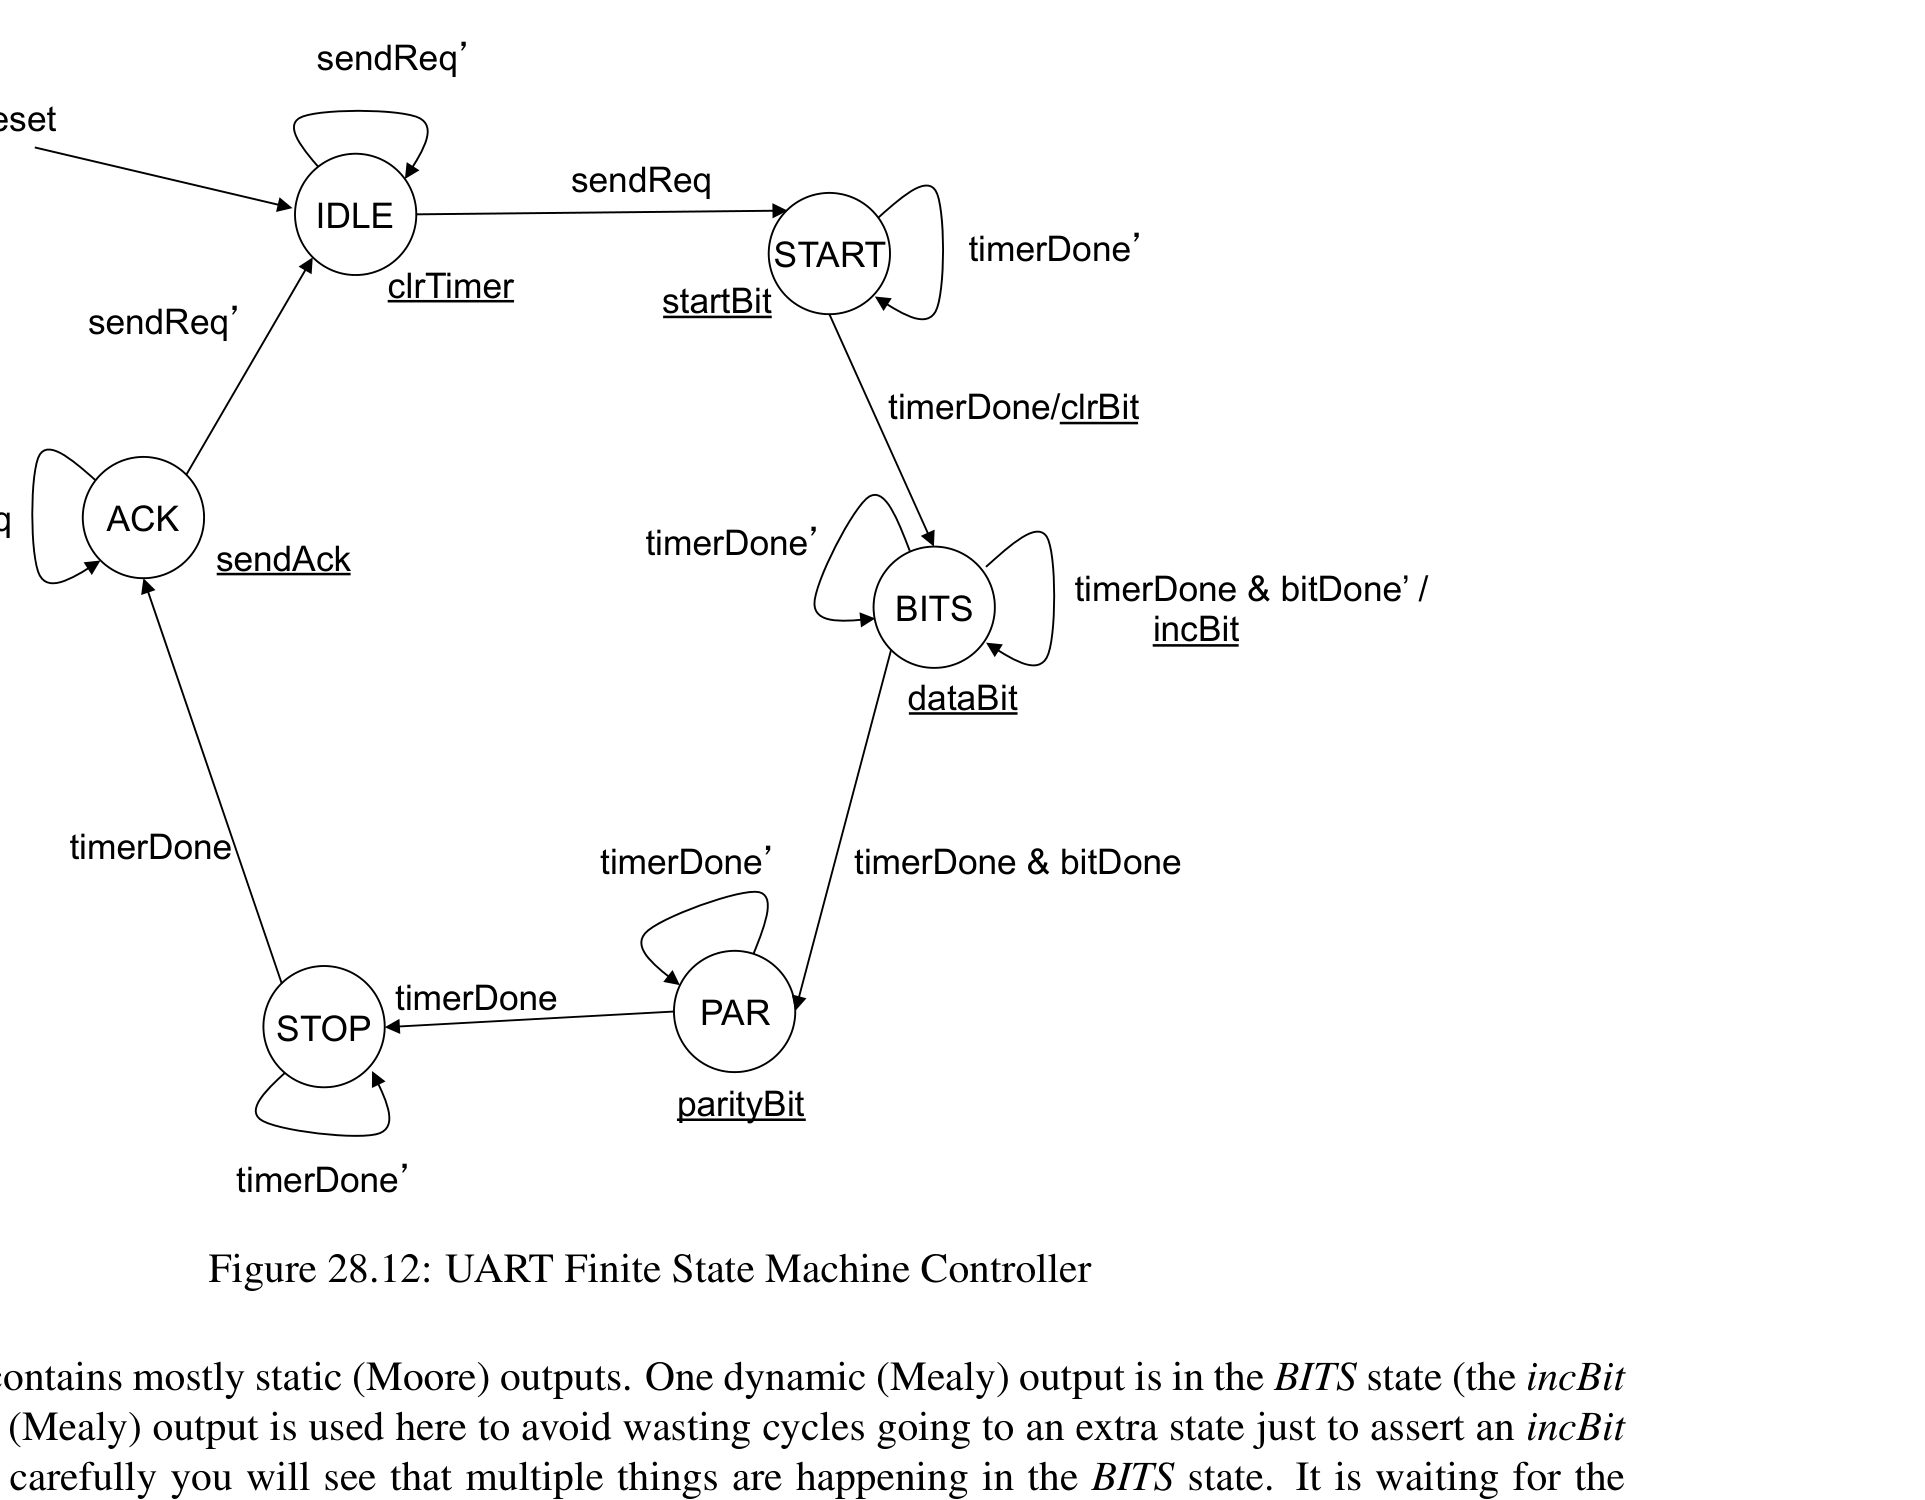 sendReq’
eset
sendReq
IDLE
START
timerDone’
clrTimer
startBit
sendReq’
timerDone/clrBit
ACK
q
sendAck
timerDone’
BITS
timerDone & bitDone’ /
incBit
dataBit
timerDone
timerDone’
timerDone & bitDone
timerDone
PAR
STOP
parityBit
timerDone’
Figure 28.12: UART Finite State Machine Controller
contains mostly static (Moore) outputs. One dynamic (Mealy) output is in the BITS state (the incBit
(Mealy) output is used here to avoid wasting cycles going to an extra state just to assert an incBit
carefully you will see that multiple things are happening in the BITS state. It is waiting for the